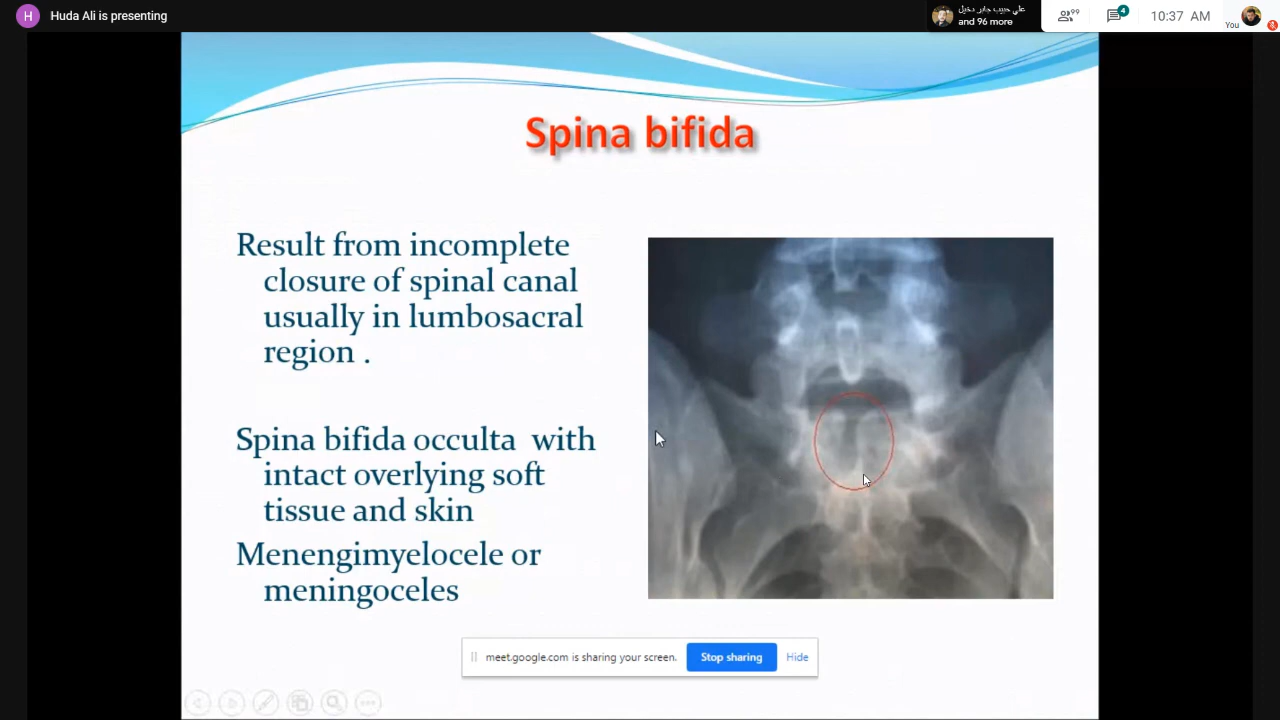 H
Huda Ali is presenting
علي حبيب جابر دخيل
and 96 more
99
4
10:37 AM
You
Spina bifida
Result from incomplete
closure of spinal canal
usually in lumbosacral
region .
Spina bifida occulta with
intact overlying soft
tissue and skin
Menengimyelocele or
meningoceles
meet.google.com is sharing your screen.
Stop sharing
Hide